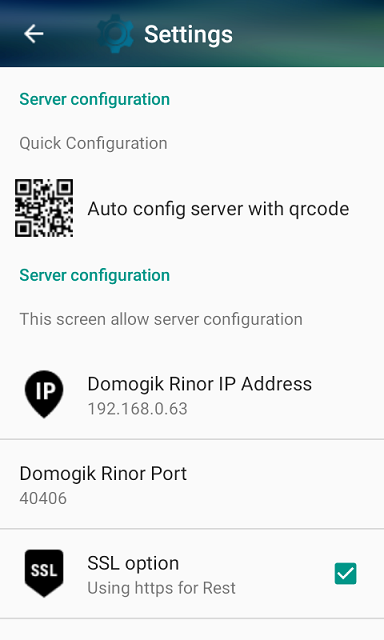 Settings
Server configuration
Quick Configuration
Auto config server with qrcode
Server configuration
This screen allow server configuration
IP
Domogik Rinor IP Address
192.168.0.63
Domogik Rinor Port
40406
SSL
SSL option
Using https for Rest